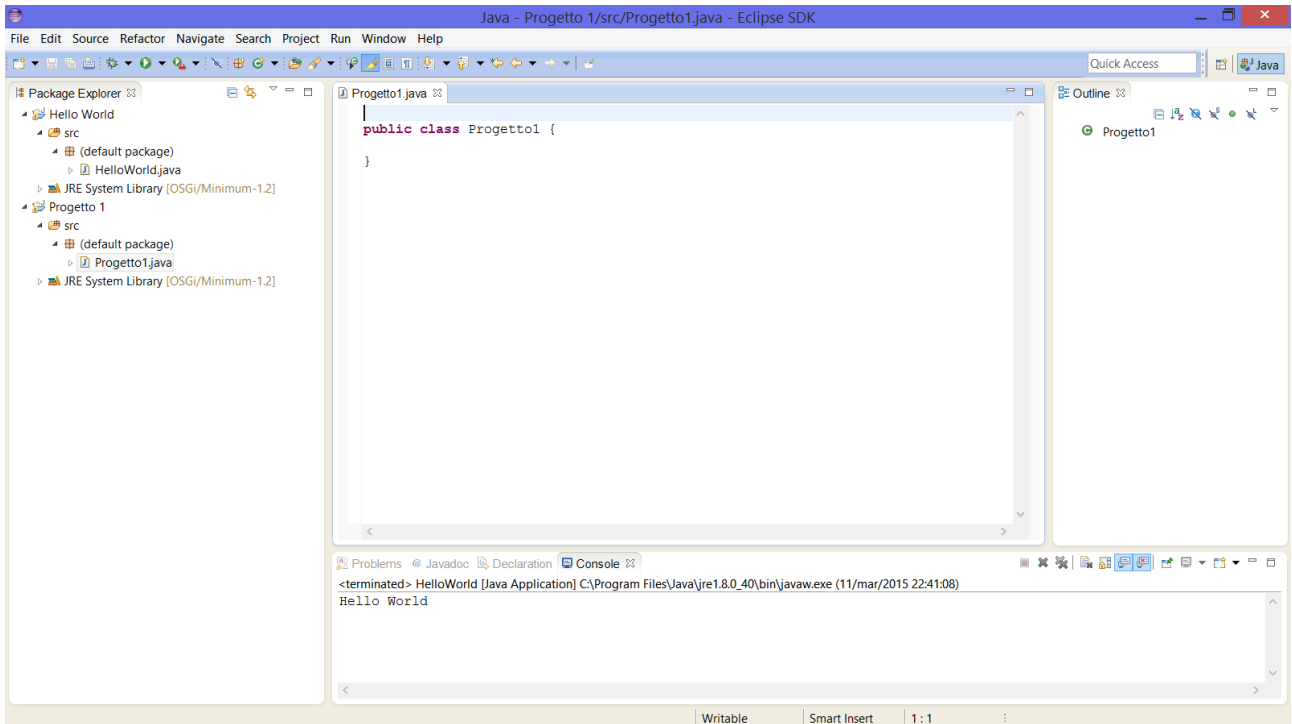 Java - Progetto 1/src/Progetto1.java - Eclipse SDK
File Edit Source Refactor Navigate Search Project Run Window Help
Quick Access
Java
Package Explorer
Hello World
src
(default package)
HelloWorld.java
JRE System Library [OSGi/Minimum-1.2]
Progetto 1
src
(default package)
Progetto1.java
JRE System Library [OSGi/Minimum-1.2]
Progetto1.java
public class Progetto1 {
}
Outline
Progetto1
Problems @ Javadoc Declaration Console
<terminated> HelloWorld [Java Application] C:\Program Files\Java\jre1.8.0_40\bin\javaw.exe (11/mar/2015 22:41:08)
Hello World
Writable Smart Insert 1 : 1